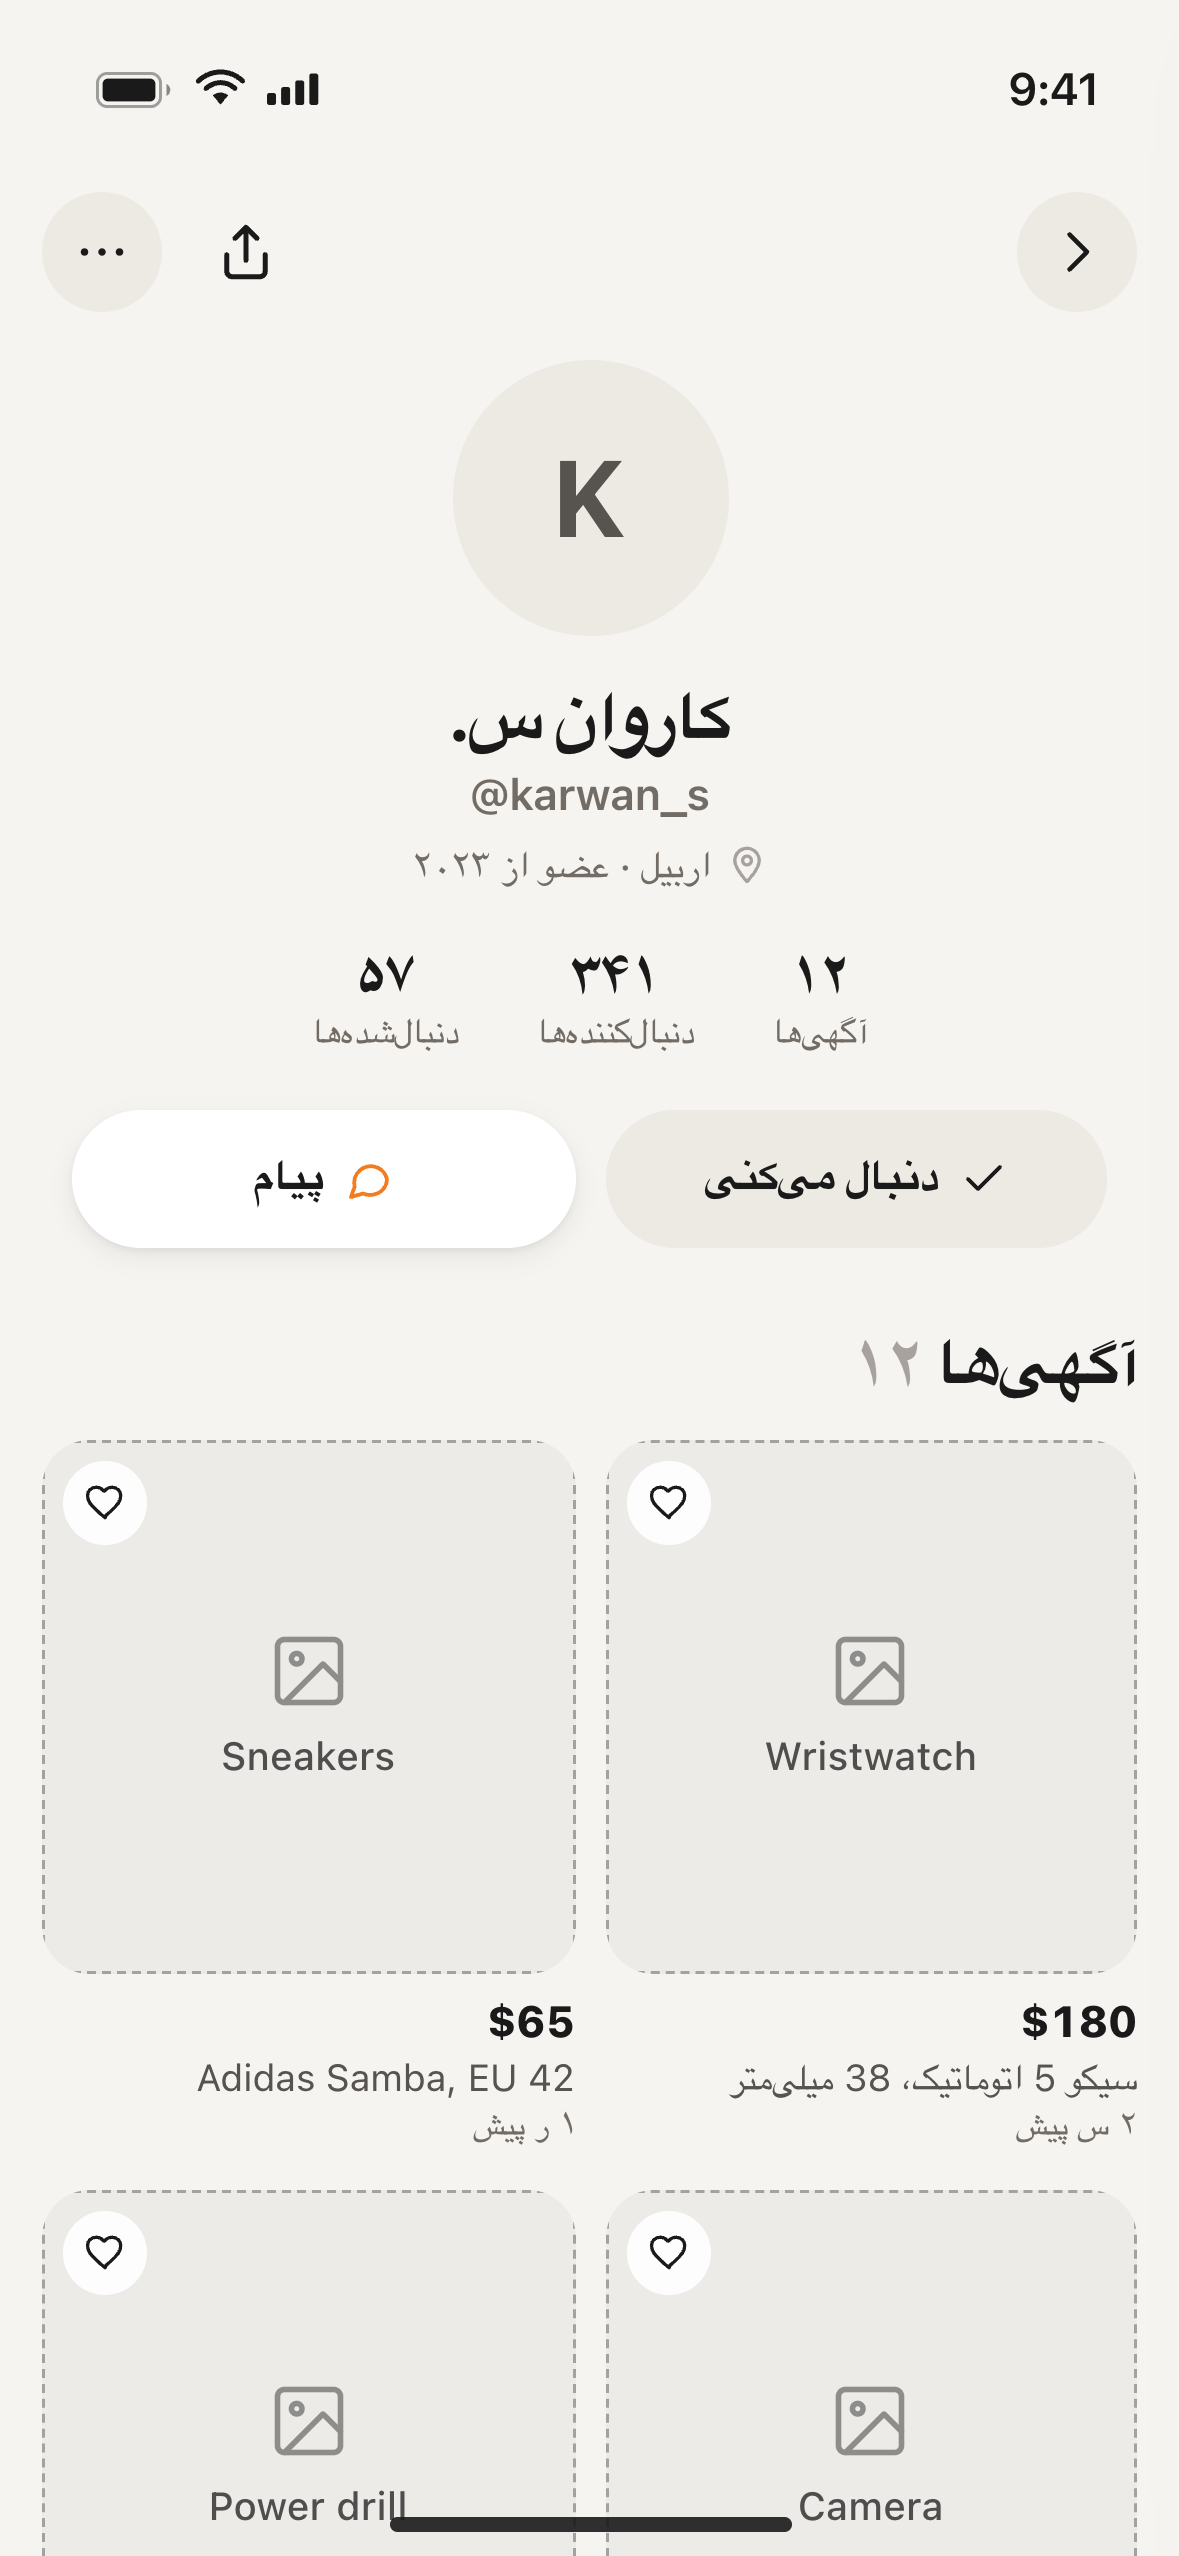 9:41
K
کاروان س.
@karwan_s
اربیل · عضو از ۲۰۲۳
۱۲
آگهی‌ها
۳۴۱
دنبال‌کننده‌ها
۵۷
دنبال‌شده‌ها
دنبال می‌کنی
پیام
آگهی‌ها ۱۲
Wristwatch
$180
سیکو 5 اتوماتیک، 38 میلی‌متر
۲ س پیش
Sneakers
$65
Adidas Samba, EU 42
۱ ر پیش
Camera
Power drill